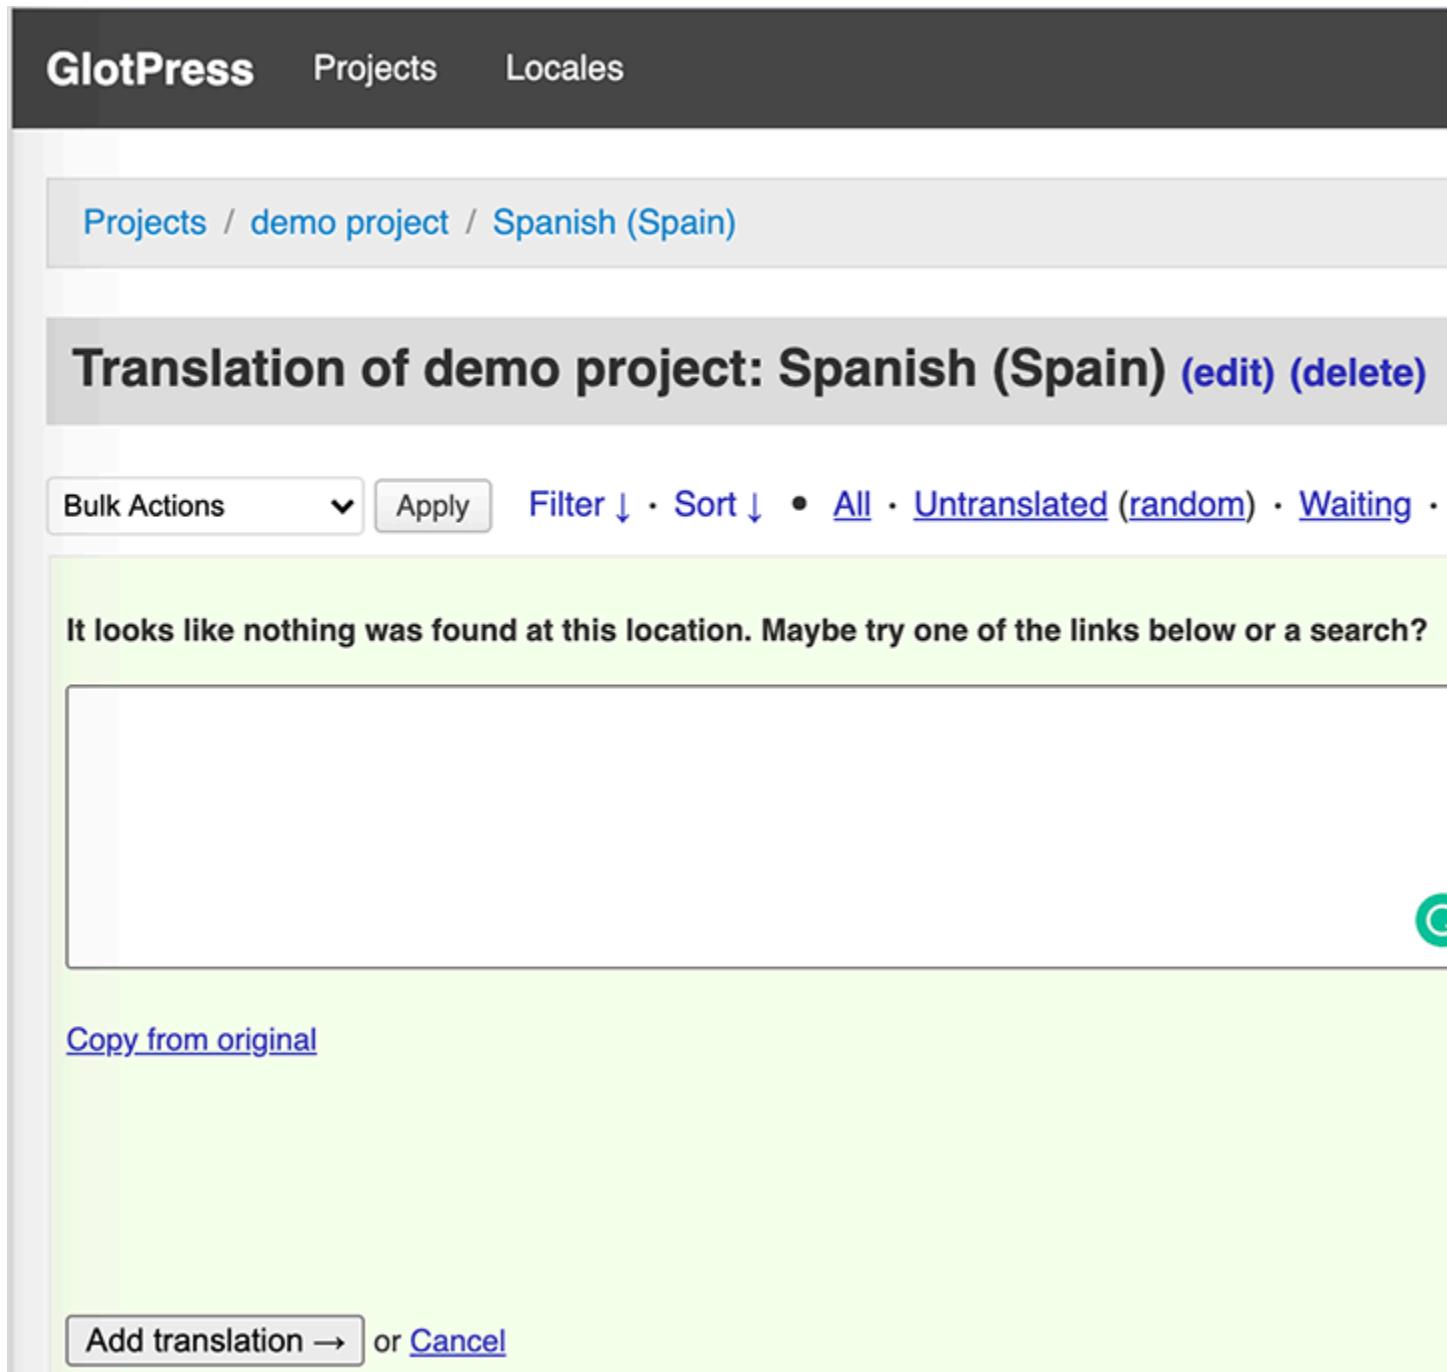 GlotPress Projects Locales
Projects / demo project / Spanish (Spain)
Translation of demo project: Spanish (Spain) (edit) (delete)
Bulk Actions Apply Filter ↓ · Sort ↓ • All · Untranslated (random) · Waiting ·
It looks like nothing was found at this location. Maybe try one of the links below or a search?
Copy from original
Add translation → or Cancel